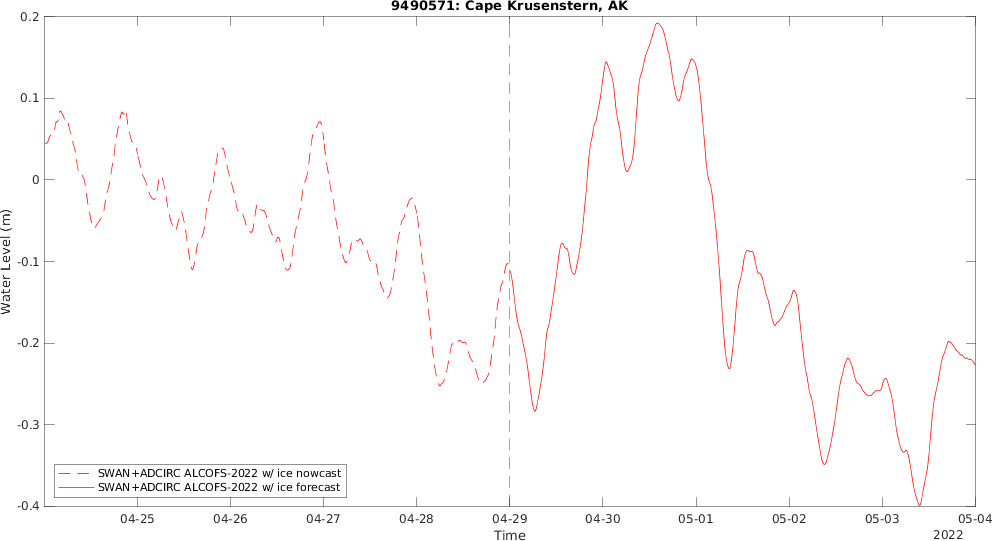 9490571: Cape Krusenstern, AK
0.2
0.1
0
-0.1
-0.2
-0.3
-0.4
Water Level (m)
SWAN+ADCIRC ALCOFS-2022 w/ ice nowcast
SWAN+ADCIRC ALCOFS-2022 w/ ice forecast
04-25 04-26 04-27 04-28 04-29 04-30 05-01 05-02 05-03 05-04
Time
2022